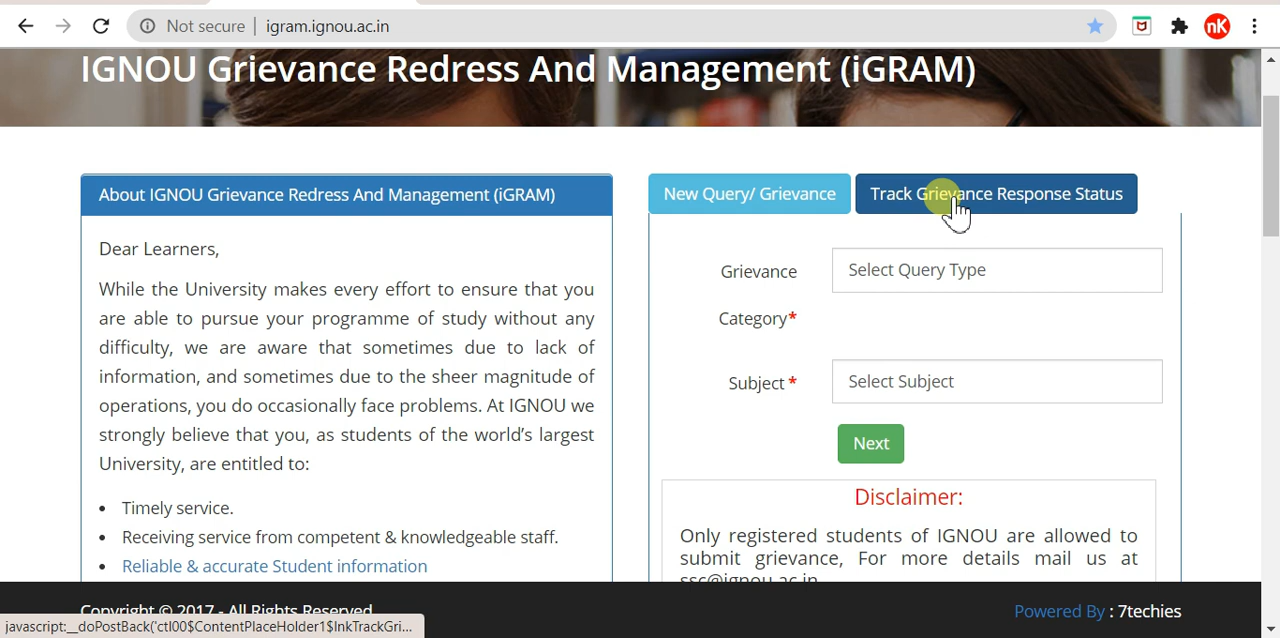 Not secure | igram.ignou.ac.in
nK
IGNOU Grievance Redress And Management (iGRAM)
About IGNOU Grievance Redress And Management (iGRAM)
Dear Learners,
While the University makes every effort to ensure that you
are able to pursue your programme of study without any
difficulty, we are aware that sometimes due to lack of
information, and sometimes due to the sheer magnitude of
operations, you do occasionally face problems. At IGNOU we
strongly believe that you, as students of the world's largest
University, are entitled to:
• Timely service.
• Receiving service from competent & knowledgeable staff.
• Reliable & accurate Student information
New Query/ Grievance
Track Grievance Response Status
Grievance
Category*
Select Query Type
Subject *
Select Subject
Next
Disclaimer:
Only registered students of IGNOU are allowed to
submit grievance, For more details mail us at
ssc@ignou.ac.in
Copyright © 2017 - All Rights Reserved
Powered By : 7techies
javascript:__doPostBack('ctl00$ContentPlaceHolder1$lnkTrackGri...